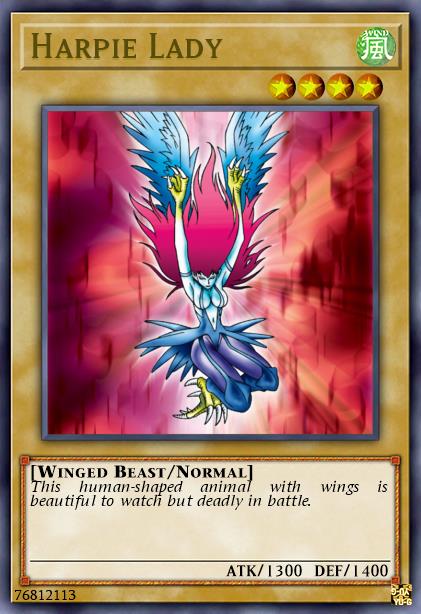 HARPIE LADY
WIND
風
[WINGED BEAST/NORMAL]
This human-shaped animal with wings is
beautiful to watch but deadly in battle.
ATK/1300 DEF/1400
76812113